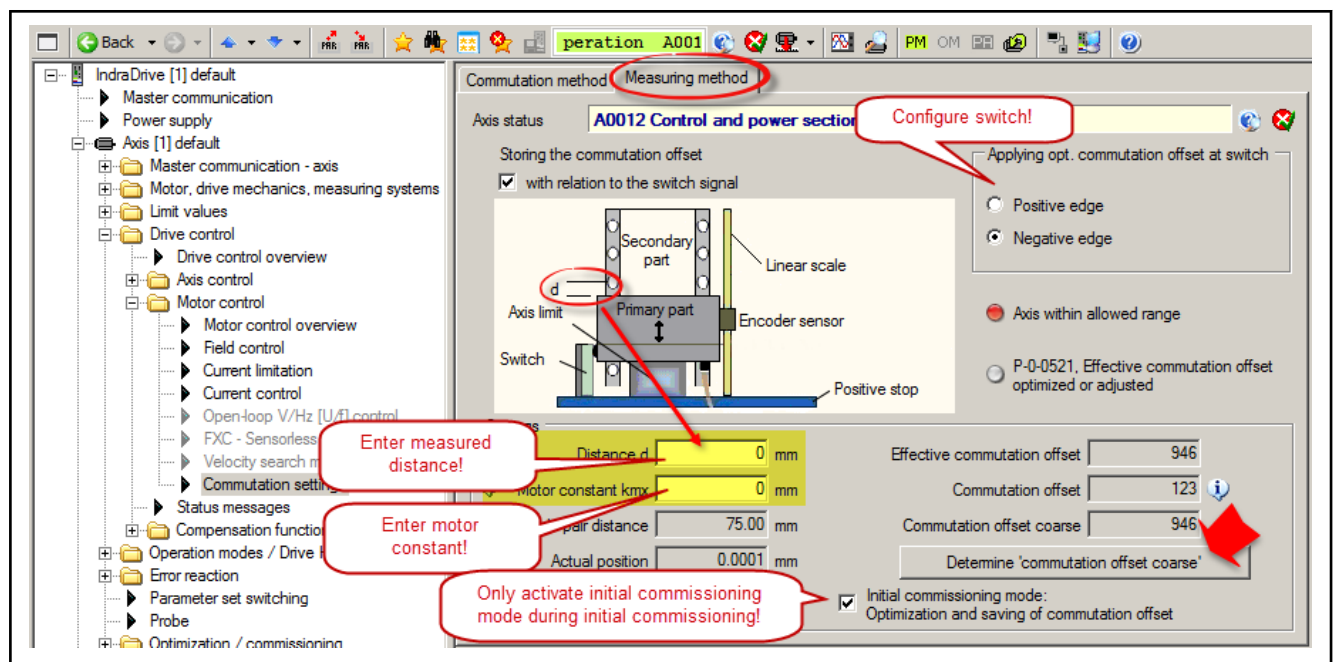 Back
PAR PAR
peration A001
PM OM
IndraDrive [1] default
Master communication
Power supply
Axis [1] default
Master communication - axis
Motor, drive mechanics, measuring systems
Limit values
Drive control
Drive control overview
Axis control
Motor control
Motor control overview
Field control
Current limitation
Current control
Open-loop V/Hz [U/f] control
FXC - Sensorless
Velocity search
Commutation setting
Status messages
Compensation function
Operation modes / Drive
Error reaction
Parameter set switching
Probe
Optimization / commissioning
Commutation method
Measuring method
Axis status
A0012 Control and power section
Configure switch!
Storing the commutation offset
with relation to the switch signal
Applying opt. commutation offset at switch
Positive edge
Negative edge
Secondary
part
Linear scale
d
Axis limit
Primary part
Encoder sensor
Switch
Positive stop
Axis within allowed range
P-0-0521, Effective commutation offset
optimized or adjusted
Enter measured
distance!
Distance d 0 mm
Motor constant kmx 0 mm
pair distance 75.00 mm
Actual position 0.0001 mm
Enter motor
constant!
Effective commutation offset 946
Commutation offset 123
Commutation offset coarse 946
Determine 'commutation offset coarse'
Only activate initial commissioning
mode during initial commissioning!
Initial commissioning mode:
Optimization and saving of commutation offset